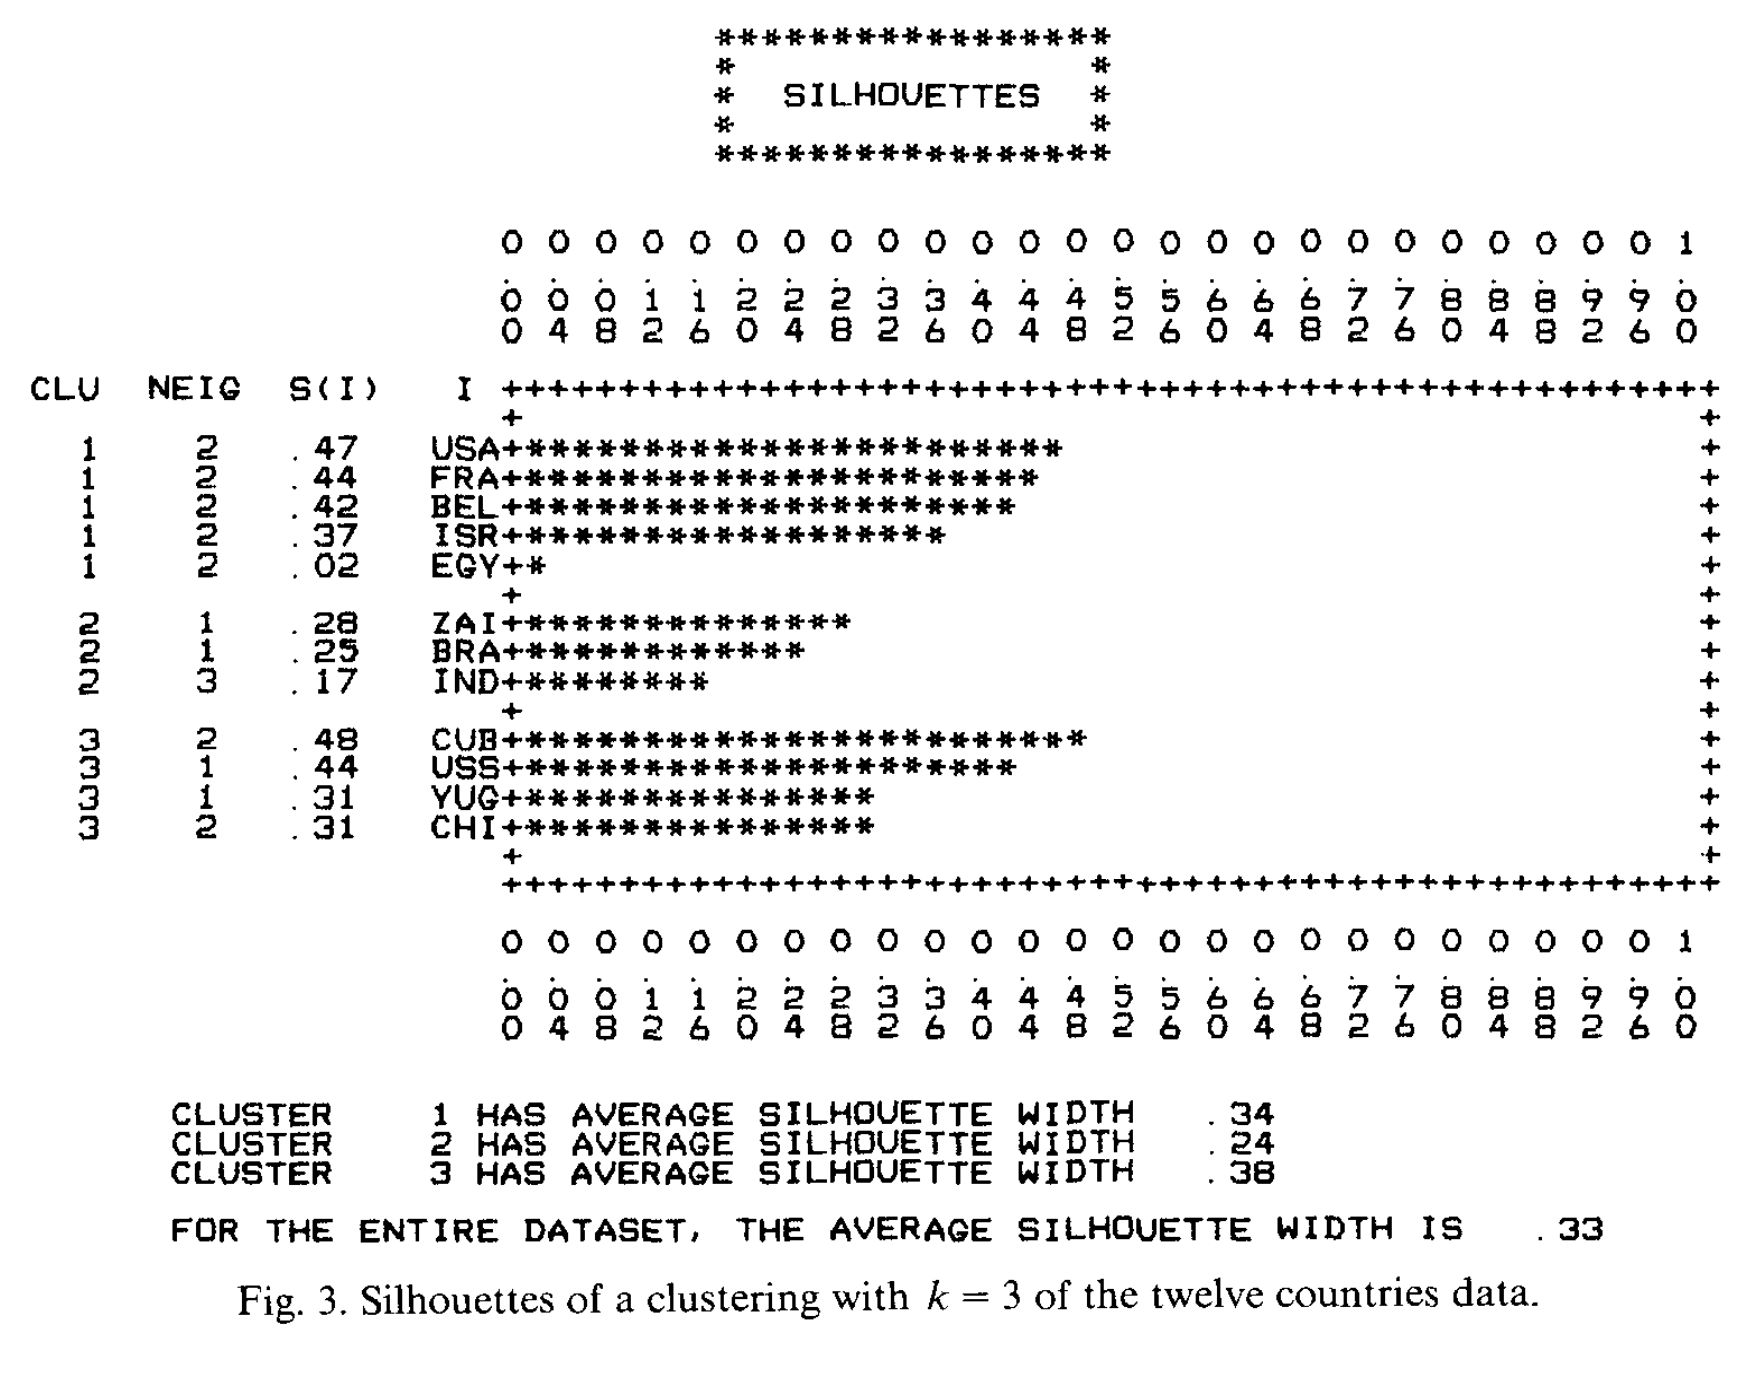 *****************
* *
* SILHOUETTES *
* *
*****************
0 0 0 0 0 0 0 0 0 0 0 0 0 0 0 0 0 0 0 0 0 0 0 0 0 1
. . . . . . . . . . . . . . . . . . . . . . . . . .
0 0 0 1 1 2 2 2 3 3 4 4 4 5 5 6 6 6 7 7 8 8 8 9 9 0
0 4 8 2 6 0 4 8 2 6 0 4 8 2 6 0 4 8 2 6 0 4 8 2 6 0
CLU NEIG S(I) I ++++++++++++++++++++++++++++++++++++++++++++++++++++
+ +
1 2 .47 USA+*********************** +
1 2 .44 FRA+********************** +
1 2 .42 BEL+********************* +
1 2 .37 ISR+****************** +
1 2 .02 EGY+* +
+ +
2 1 .28 ZAI+************** +
2 1 .25 BRA+************ +
2 3 .17 IND+******** +
+ +
3 2 .48 CUB+************************ +
3 1 .44 USS+********************* +
3 1 .31 YUG+*************** +
3 2 .31 CHI+*************** +
+ +
++++++++++++++++++++++++++++++++++++++++++++++++++++
0 0 0 0 0 0 0 0 0 0 0 0 0 0 0 0 0 0 0 0 0 0 0 0 0 1
. . . . . . . . . . . . . . . . . . . . . . . . . .
0 0 0 1 1 2 2 2 3 3 4 4 4 5 5 6 6 6 7 7 8 8 8 9 9 0
0 4 8 2 6 0 4 8 2 6 0 4 8 2 6 0 4 8 2 6 0 4 8 2 6 0
CLUSTER 1 HAS AVERAGE SILHOUETTE WIDTH .34
CLUSTER 2 HAS AVERAGE SILHOUETTE WIDTH .24
CLUSTER 3 HAS AVERAGE SILHOUETTE WIDTH .38
FOR THE ENTIRE DATASET, THE AVERAGE SILHOUETTE WIDTH IS .33
Fig. 3. Silhouettes of a clustering with k = 3 of the twelve countries data.